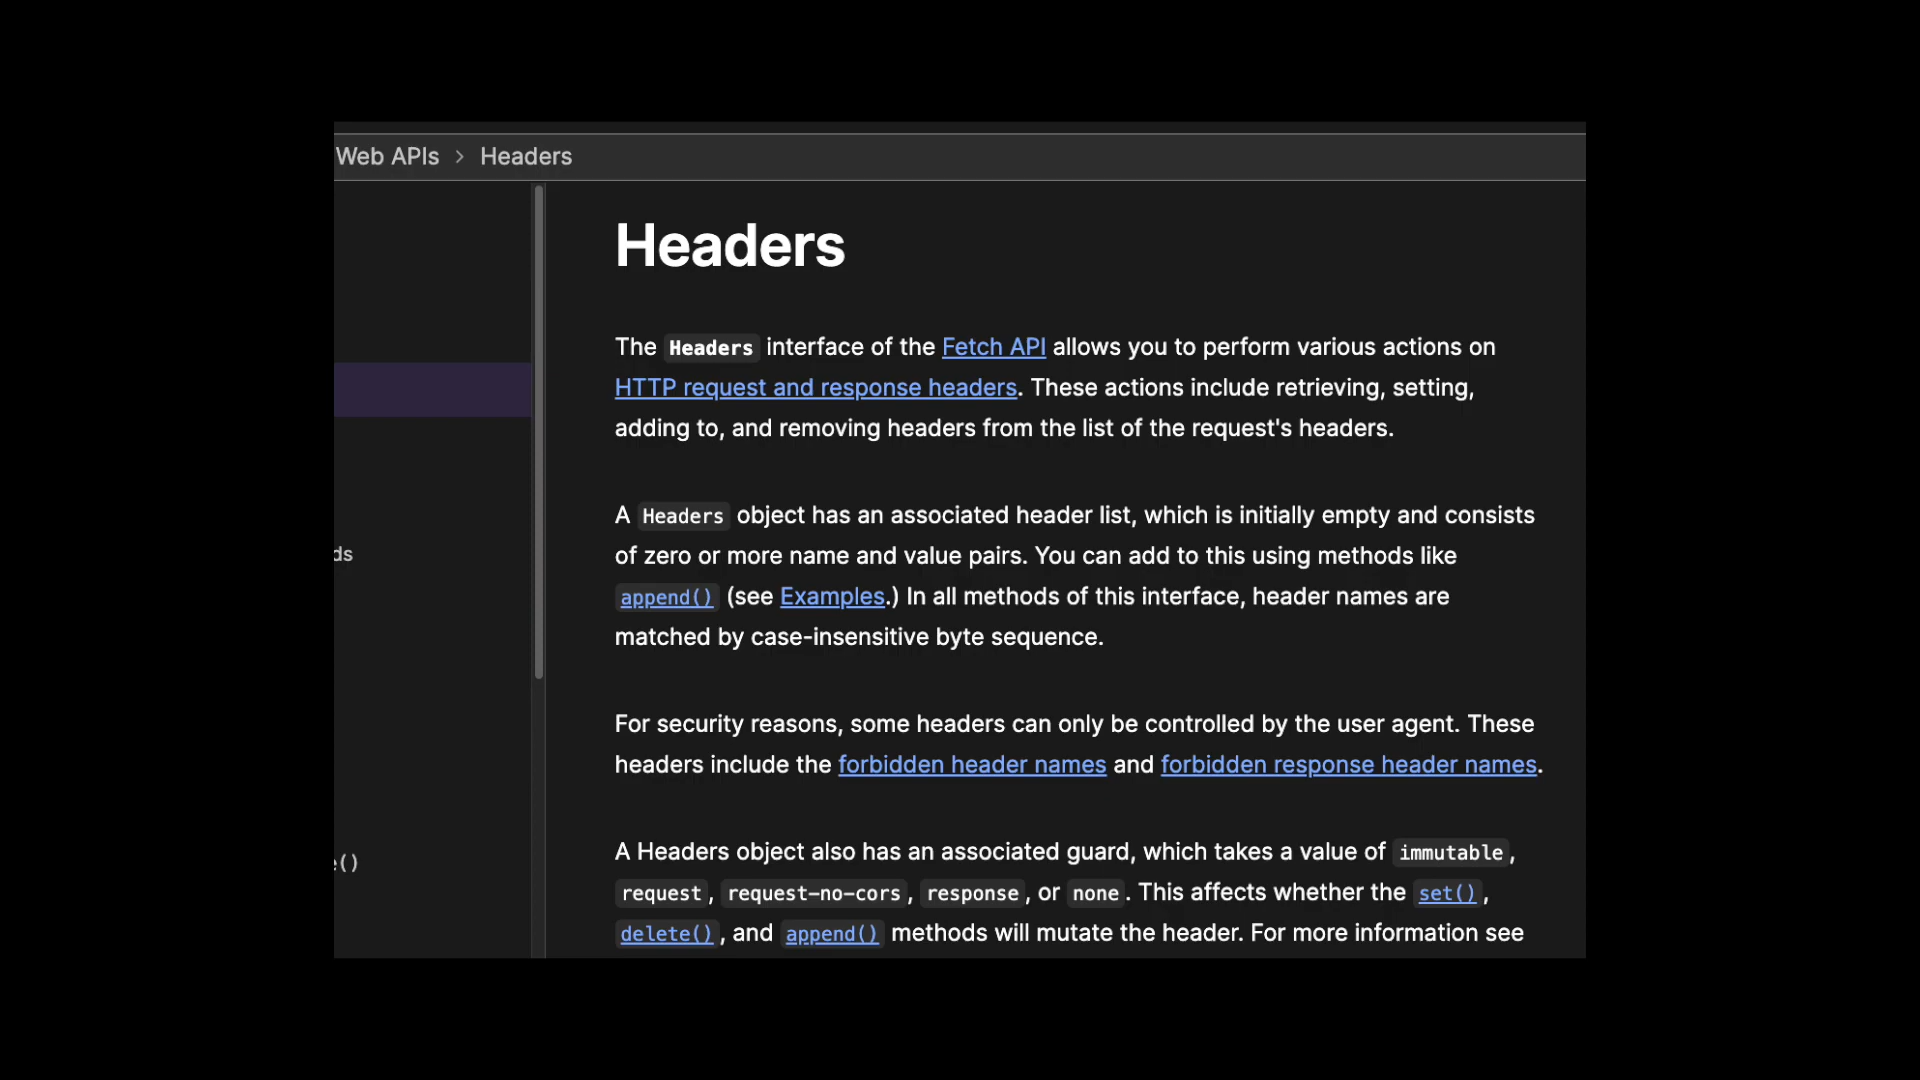 Web APIs > Headers
Headers
The Headers interface of the Fetch API allows you to perform various actions on
HTTP request and response headers. These actions include retrieving, setting,
adding to, and removing headers from the list of the request's headers.
A Headers object has an associated header list, which is initially empty and consists
of zero or more name and value pairs. You can add to this using methods like
append() (see Examples.) In all methods of this interface, header names are
matched by case-insensitive byte sequence.
For security reasons, some headers can only be controlled by the user agent. These
headers include the forbidden header names and forbidden response header names.
A Headers object also has an associated guard, which takes a value of immutable,
request, request-no-cors, response, or none. This affects whether the set(),
delete(), and append() methods will mutate the header. For more information see
ds
()